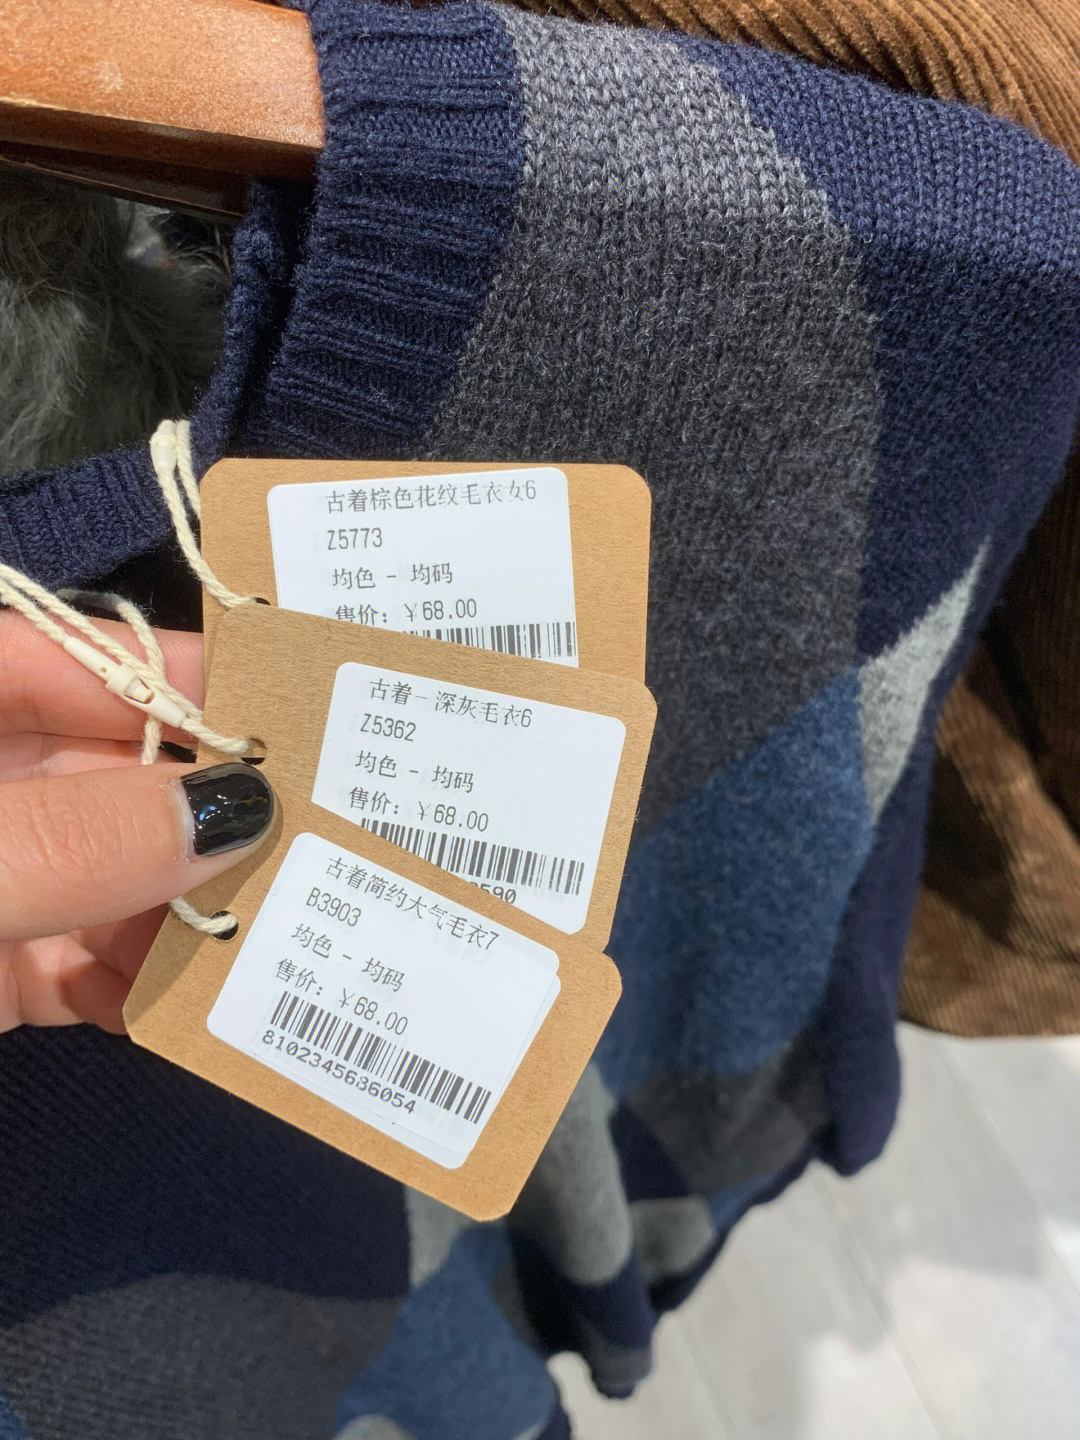 古着棕色花纹毛衣女6
Z5773
均色 - 均码
售价: ￥68.00
古着-深灰毛衣6
Z5362
均色 - 均码
售价: ￥68.00
古着简约大气毛衣7
B3903
均色 - 均码
售价: ￥68.00
8102345636054